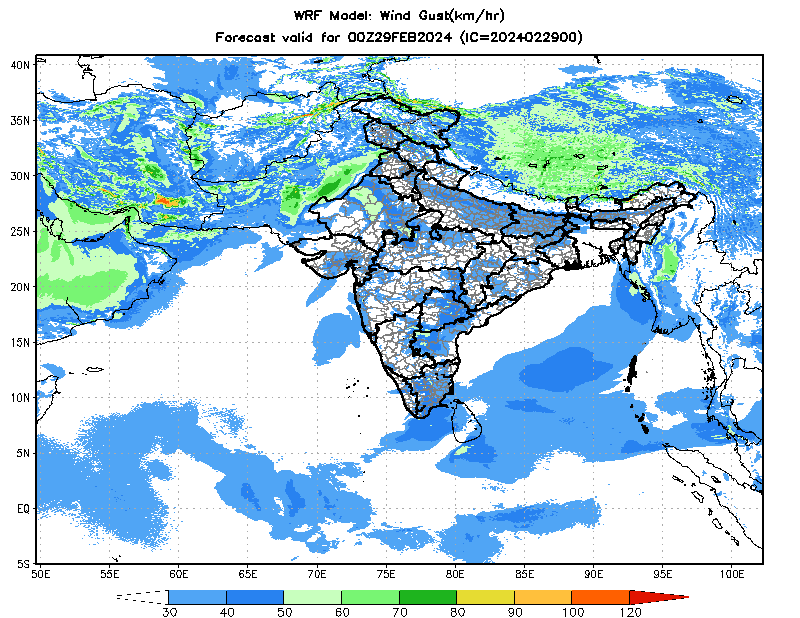 WRF Model: Wind Gust(km/hr)
Forecast valid for 00Z29FEB2024 (IC=2024022900)
40N
35N
30N
25N
20N
15N
10N
5N
EQ
5S
50E 55E 60E 65E 70E 75E 80E 85E 90E 95E 100E
30 40 50 60 70 80 90 100 120